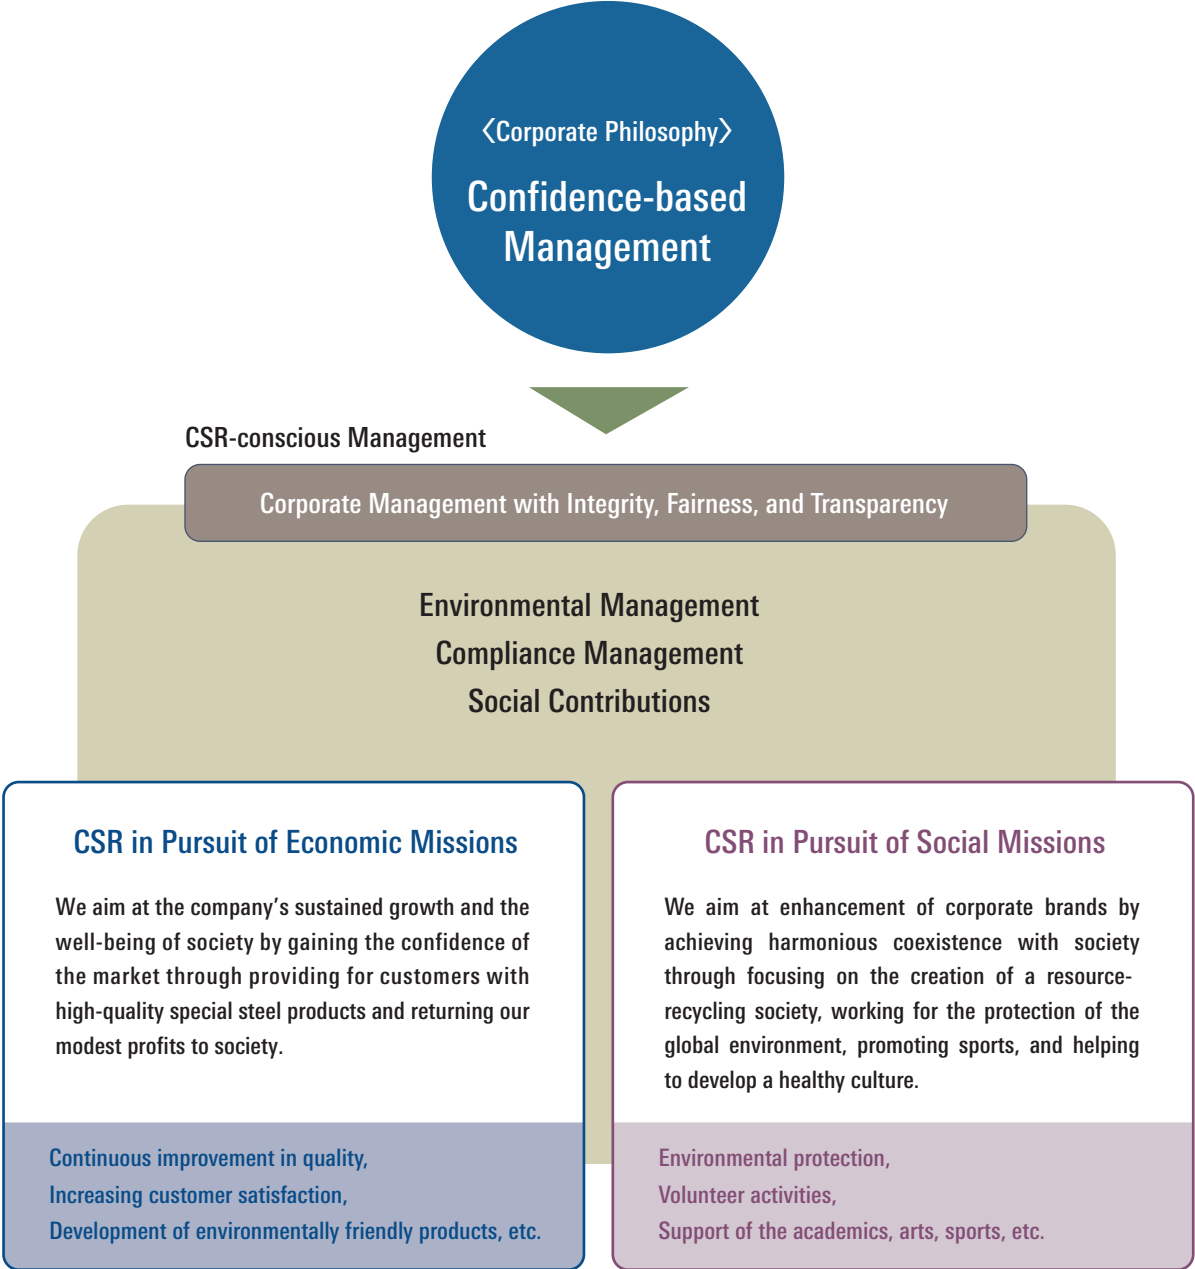 〈Corporate Philosophy〉
Confidence-based
Management
CSR-conscious Management
Corporate Management with Integrity, Fairness, and Transparency
Environmental Management
Compliance Management
Social Contributions
CSR in Pursuit of Economic Missions
We aim at the company's sustained growth and the
well-being of society by gaining the confidence of
the market through providing for customers with
high-quality special steel products and returning our
modest profits to society.
Continuous improvement in quality,
Increasing customer satisfaction,
Development of environmentally friendly products, etc.
CSR in Pursuit of Social Missions
We aim at enhancement of corporate brands by
achieving harmonious coexistence with society
through focusing on the creation of a resource-
recycling society, working for the protection of the
global environment, promoting sports, and helping
to develop a healthy culture.
Environmental protection,
Volunteer activities,
Support of the academics, arts, sports, etc.